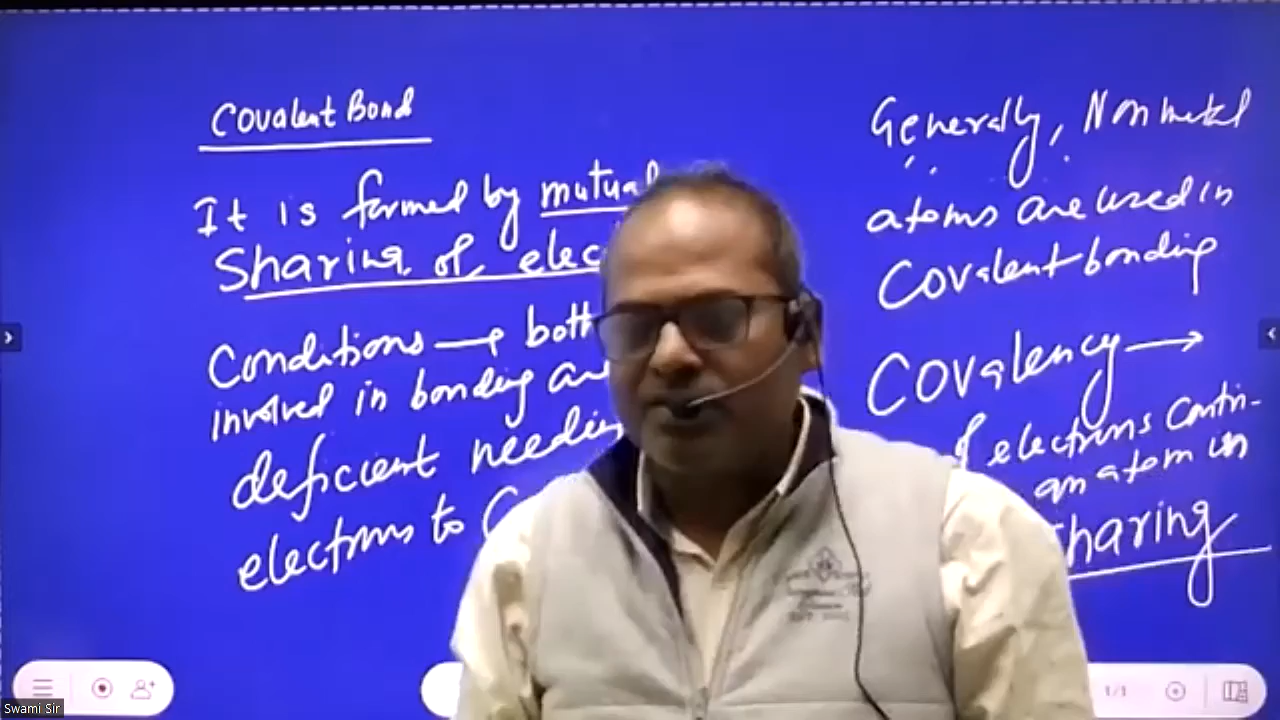 Covalent Bond
It is formed by mutual
Sharing of elec
Conditions → both
involved in bonding are
deficient needing
electrons to
Generally, Non metal
atoms are used in
Covalent bonding
Covalency →
of electrons contri-
an atom in
sharing
1/1
Swami Sir